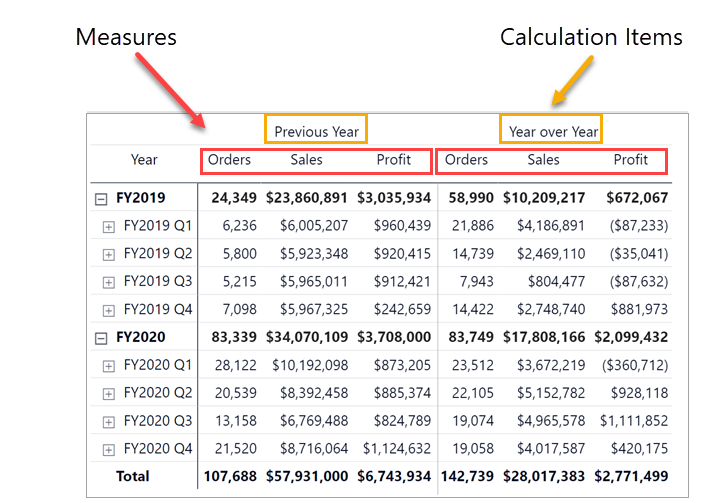 Measures Calculation Items
Previous Year Year over Year
Year Orders Sales Profit Orders Sales Profit
FY2019 24,349 $23,860,891 $3,035,934 58,990 $10,209,217 $672,067
FY2019 Q1 6,236 $6,005,207 $960,439 21,886 $4,186,891 ($87,233)
FY2019 Q2 5,800 $5,923,348 $920,415 14,739 $2,469,110 ($35,041)
FY2019 Q3 5,215 $5,965,011 $912,421 7,943 $804,477 ($87,632)
FY2019 Q4 7,098 $5,967,325 $242,659 14,422 $2,748,740 $881,973
FY2020 83,339 $34,070,109 $3,708,000 83,749 $17,808,166 $2,099,432
FY2020 Q1 28,122 $10,192,098 $873,205 23,512 $3,672,219 ($360,712)
FY2020 Q2 20,539 $8,392,458 $885,374 22,105 $5,152,782 $928,118
FY2020 Q3 13,158 $6,769,488 $824,789 19,074 $4,965,578 $1,111,852
FY2020 Q4 21,520 $8,716,064 $1,124,632 19,058 $4,017,587 $420,175
Total 107,688 $57,931,000 $6,743,934 142,739 $28,017,383 $2,771,499